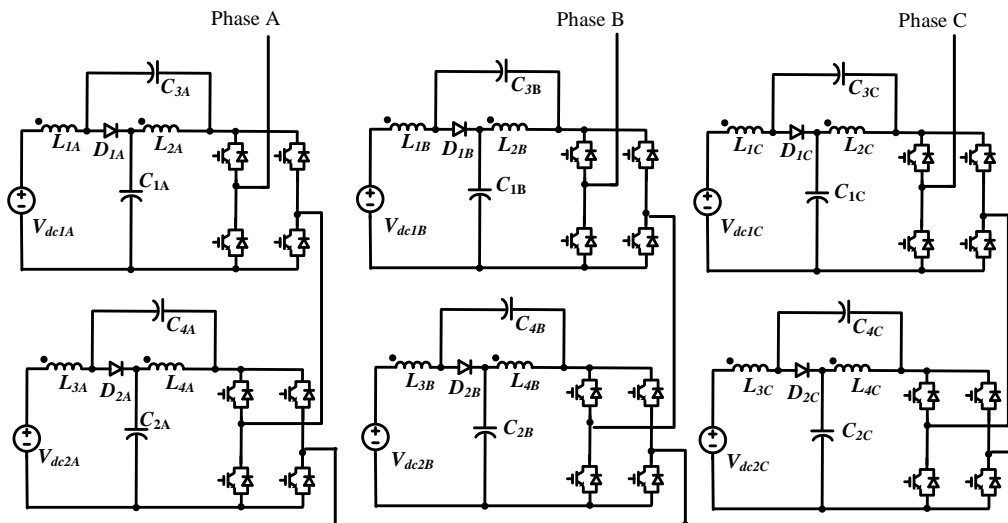 Phase A
Phase B
Phase C
C3A
L1A
D1A
L2A
C1A
Vdc1A
C3B
L1B
D1B
L2B
C1B
Vdc1B
C3C
L1C
D1C
L2C
C1C
Vdc1C
C4A
L3A
D2A
L4A
C2A
Vdc2A
C4B
L3B
D2B
L4B
C2B
Vdc2B
C4C
L3C
D2C
L4C
C2C
Vdc2C